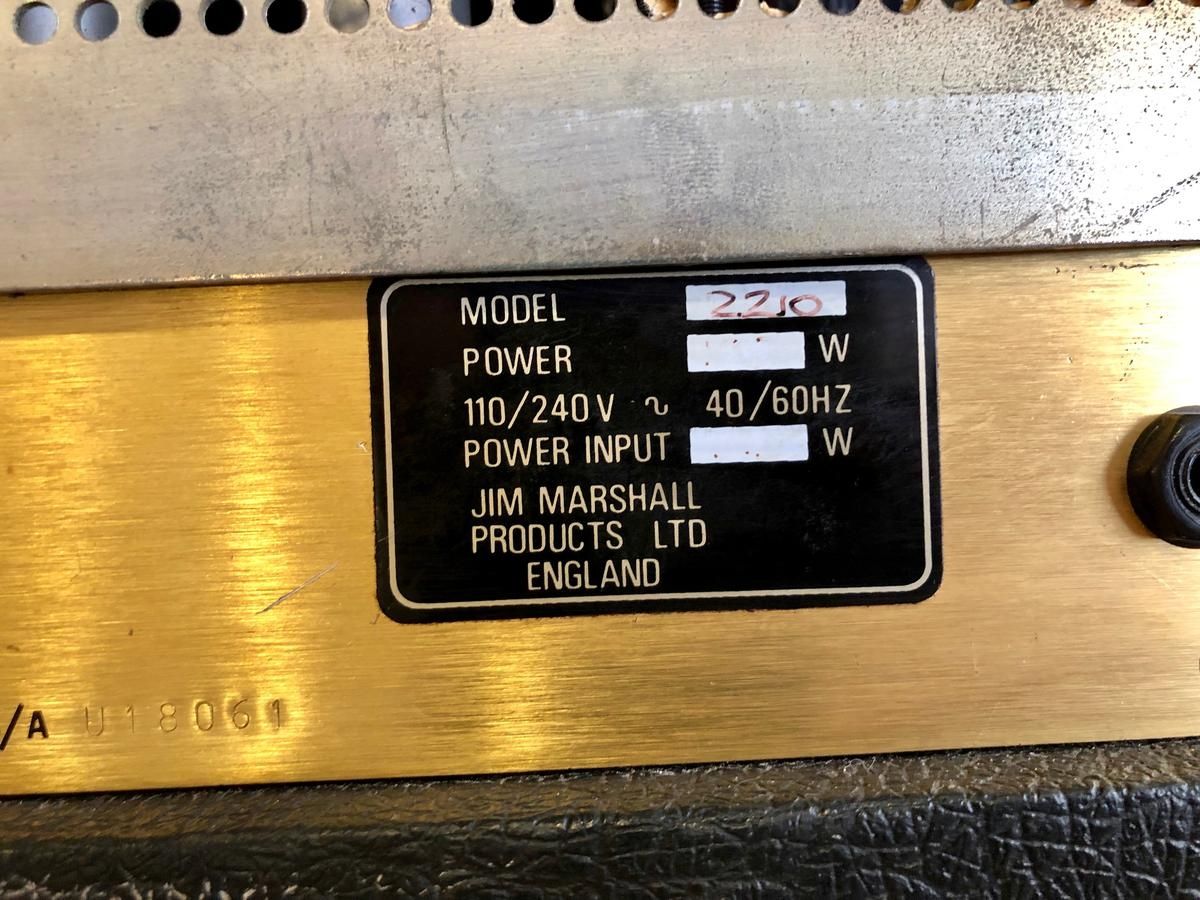 MODEL 2210
POWER W
110/240V ~ 40/60HZ
POWER INPUT W
JIM MARSHALL
PRODUCTS LTD
ENGLAND
/A U18061